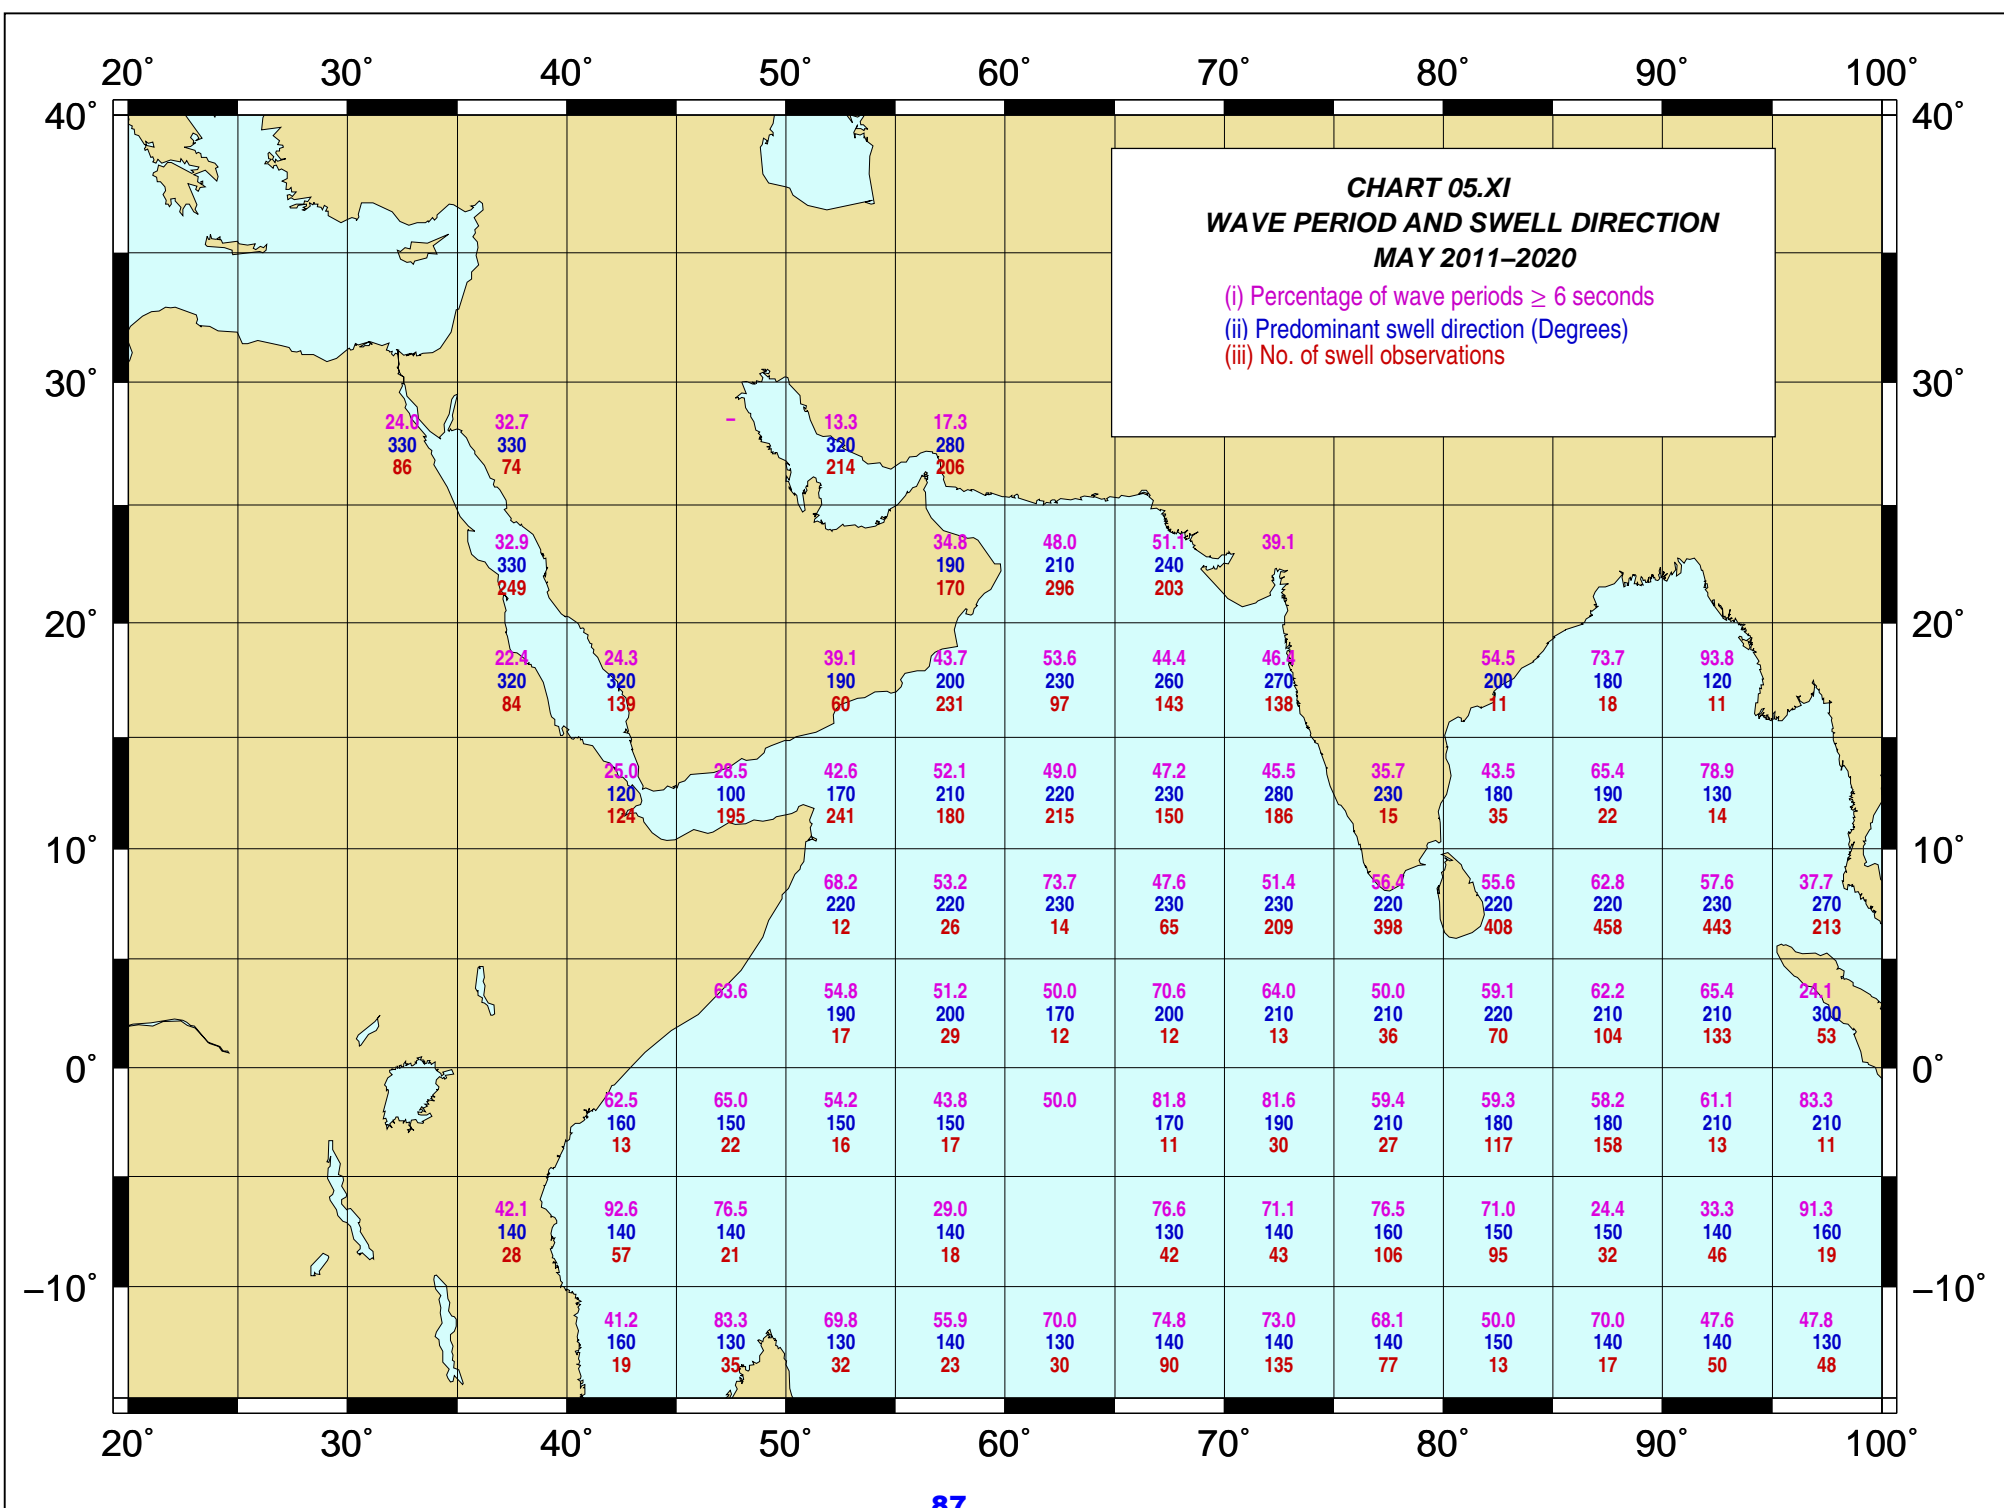 20° 30° 40° 50° 60° 70° 80° 90° 100°
40° 40°
CHART 05.XI
WAVE PERIOD AND SWELL DIRECTION
MAY 2011–2020
(i) Percentage of wave periods ≥ 6 seconds
(ii) Predominant swell direction (Degrees)
(iii) No. of swell observations
30° 30°
24.0 32.7 – 13.3 17.3
330 330 320 280
86 74 214 206
32.9 34.8 48.0 51.1 39.1
330 190 210 240
249 170 296 203
20° 20°
22.4 24.3 39.1 43.7 53.6 44.4 46.4 54.5 73.7 93.8
320 320 190 200 230 260 270 200 180 120
84 139 60 231 97 143 138 11 18 11
25.0 28.5 42.6 52.1 49.0 47.2 45.5 35.7 43.5 65.4 78.9
120 100 170 210 220 230 280 230 180 190 130
124 195 241 180 215 150 186 15 35 22 14
10° 10°
68.2 53.2 73.7 47.6 51.4 56.4 55.6 62.8 57.6 37.7
220 220 230 230 230 220 220 220 230 270
12 26 14 65 209 398 408 458 443 213
63.6 54.8 51.2 50.0 70.6 64.0 50.0 59.1 62.2 65.4 24.1
190 200 170 200 210 210 220 210 210 300
17 29 12 12 13 36 70 104 133 53
0° 0°
62.5 65.0 54.2 43.8 50.0 81.8 81.6 59.4 59.3 58.2 61.1 83.3
160 150 150 150 170 190 210 180 180 210 210
13 22 16 17 11 30 27 117 158 13 11
42.1 92.6 76.5 29.0 76.6 71.1 76.5 71.0 24.4 33.3 91.3
140 140 140 140 130 140 160 150 150 140 160
28 57 21 18 42 43 106 95 32 46 19
–10° –10°
41.2 83.3 69.8 55.9 70.0 74.8 73.0 68.1 50.0 70.0 47.6 47.8
160 130 130 140 130 140 140 140 150 140 140 130
19 35 32 23 30 90 135 77 13 17 50 48
20° 30° 40° 50° 60° 70° 80° 90° 100°
87